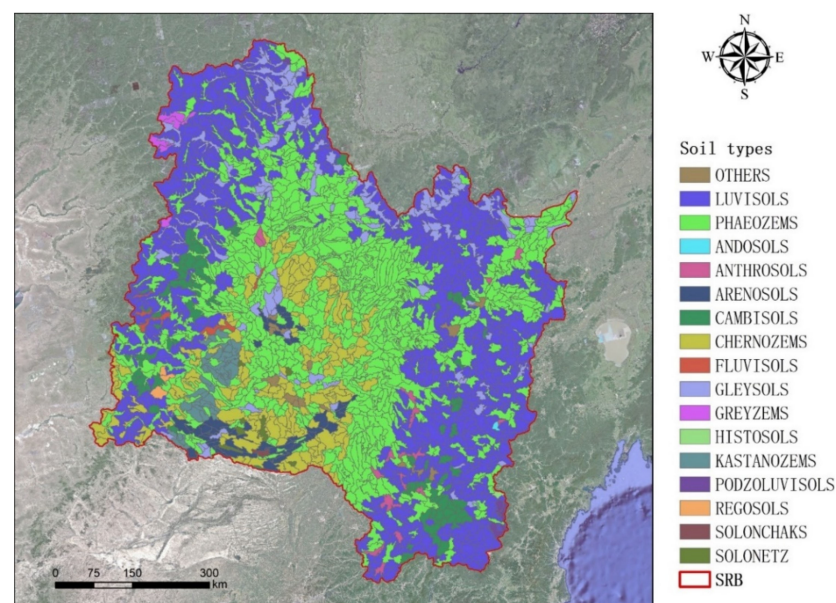 N
W E
S
Soil types
OTHERS
LUVISOLS
PHAEOZEMS
ANDOSOLS
ANTHROSOLS
ARENOSOLS
CAMBISOLS
CHERNOZEMS
FLUVISOLS
GLEYSOLS
GREYZEMS
HISTOSOLS
KASTANOZEMS
PODZOLUVISOLS
REGOSOLS
SOLONCHAKS
SOLONETZ
SRB
0 75 150 300
km